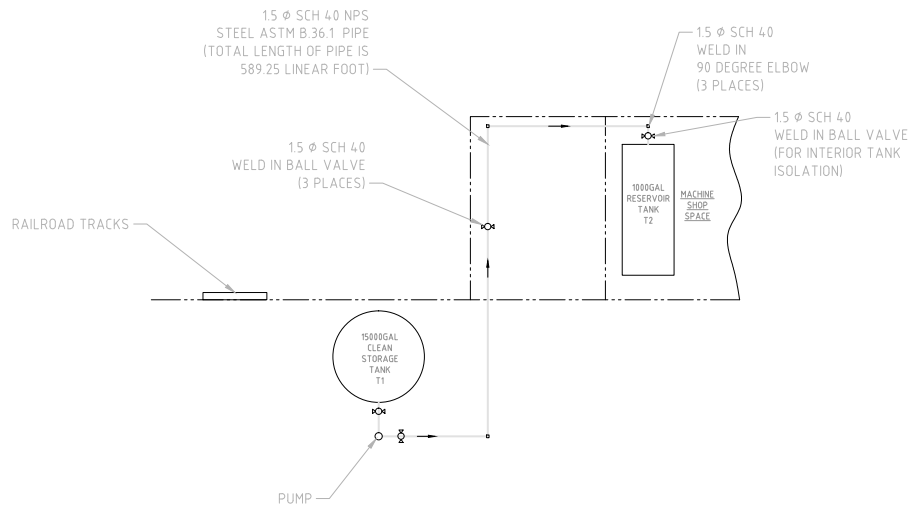 1.5 ⌀ SCH 40 NPS
STEEL ASTM B.36.1 PIPE
(TOTAL LENGTH OF PIPE IS
589.25 LINEAR FOOT)
1.5 ⌀ SCH 40
WELD IN
90 DEGREE ELBOW
(3 PLACES)
1.5 ⌀ SCH 40
WELD IN BALL VALVE
(FOR INTERIOR TANK
ISOLATION)
1.5 ⌀ SCH 40
WELD IN BALL VALVE
(3 PLACES)
1000GAL
RESERVOIR
TANK
T2
MACHINE
SHOP
SPACE
RAILROAD TRACKS
15000GAL
CLEAN
STORAGE
TANK
T1
PUMP